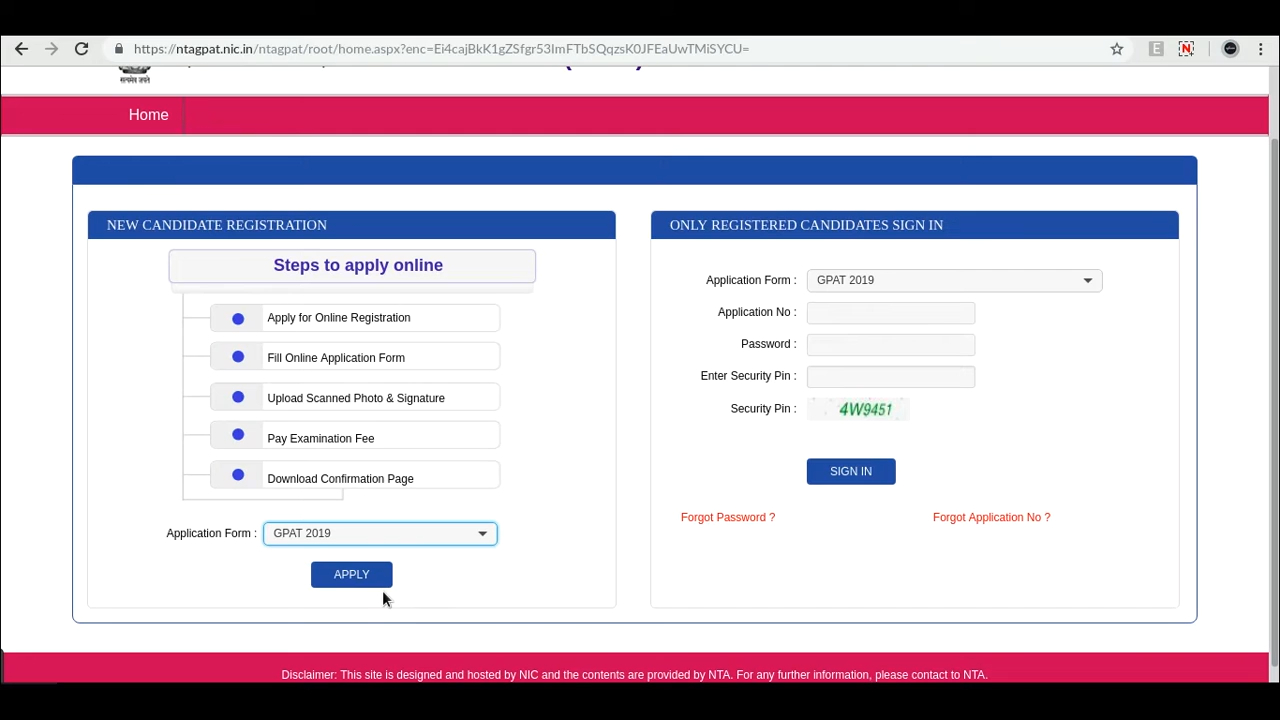 https://ntagpat.nic.in/ntagpat/root/home.aspx?enc=Ei4cajBkK1gZSfgr53ImFTbSQqzsK0JFEaUwTMiSYCU=
सत्यमेव जयते
Home
NEW CANDIDATE REGISTRATION
Steps to apply online
Apply for Online Registration
Fill Online Application Form
Upload Scanned Photo & Signature
Pay Examination Fee
Download Confirmation Page
Application Form : GPAT 2019
APPLY
ONLY REGISTERED CANDIDATES SIGN IN
Application Form : GPAT 2019
Application No :
Password :
Enter Security Pin :
Security Pin : 4W9451
SIGN IN
Forgot Password ? Forgot Application No ?
Disclaimer: This site is designed and hosted by NIC and the contents are provided by NTA. For any further information, please contact to NTA.